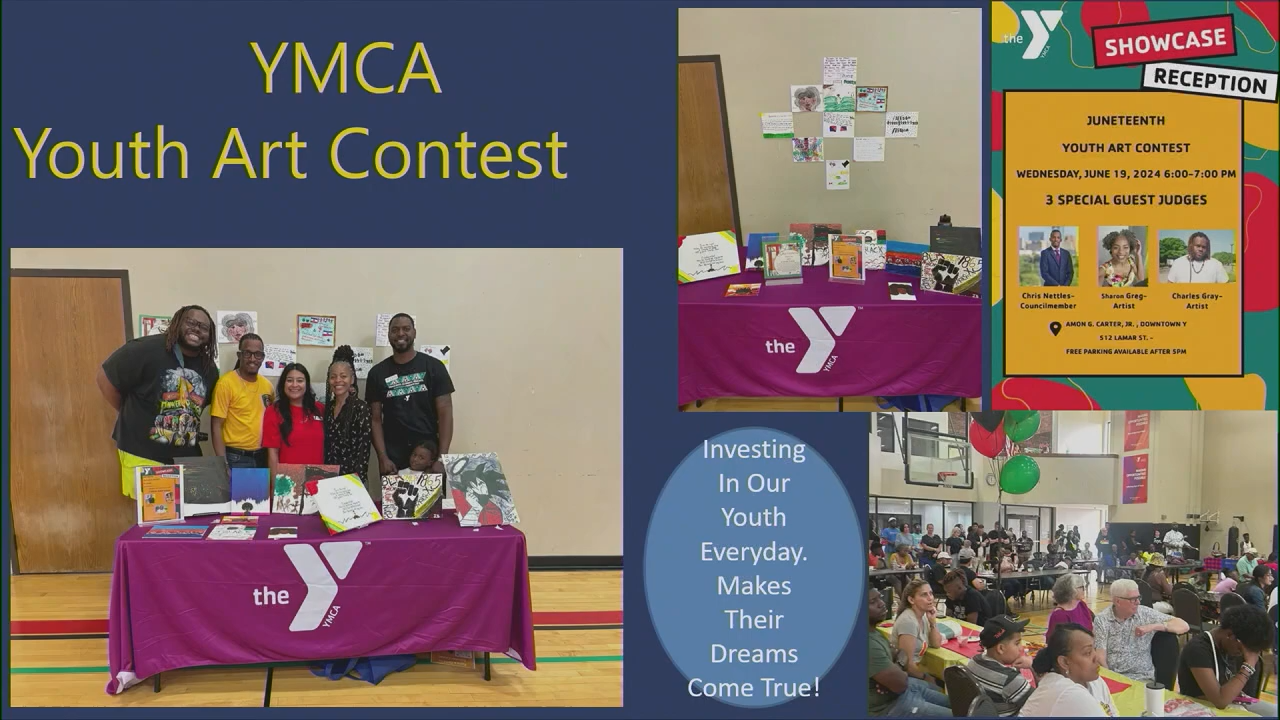 YMCA
Youth Art Contest
the
YMCA
SHOWCASE
RECEPTION
JUNETEENTH
YOUTH ART CONTEST
WEDNESDAY, JUNE 19, 2024 6:00-7:00 PM
3 SPECIAL GUEST JUDGES
Chris Nettles-
Councilmember
Sharon Greg-
Artist
Charles Gray-
Artist
AMON G. CARTER, JR., DOWNTOWN Y
512 LAMAR ST. -
FREE PARKING AVAILABLE AFTER 5PM
the
YMCA
the
YMCA
Investing
In Our
Youth
Everyday.
Makes
Their
Dreams
Come True!